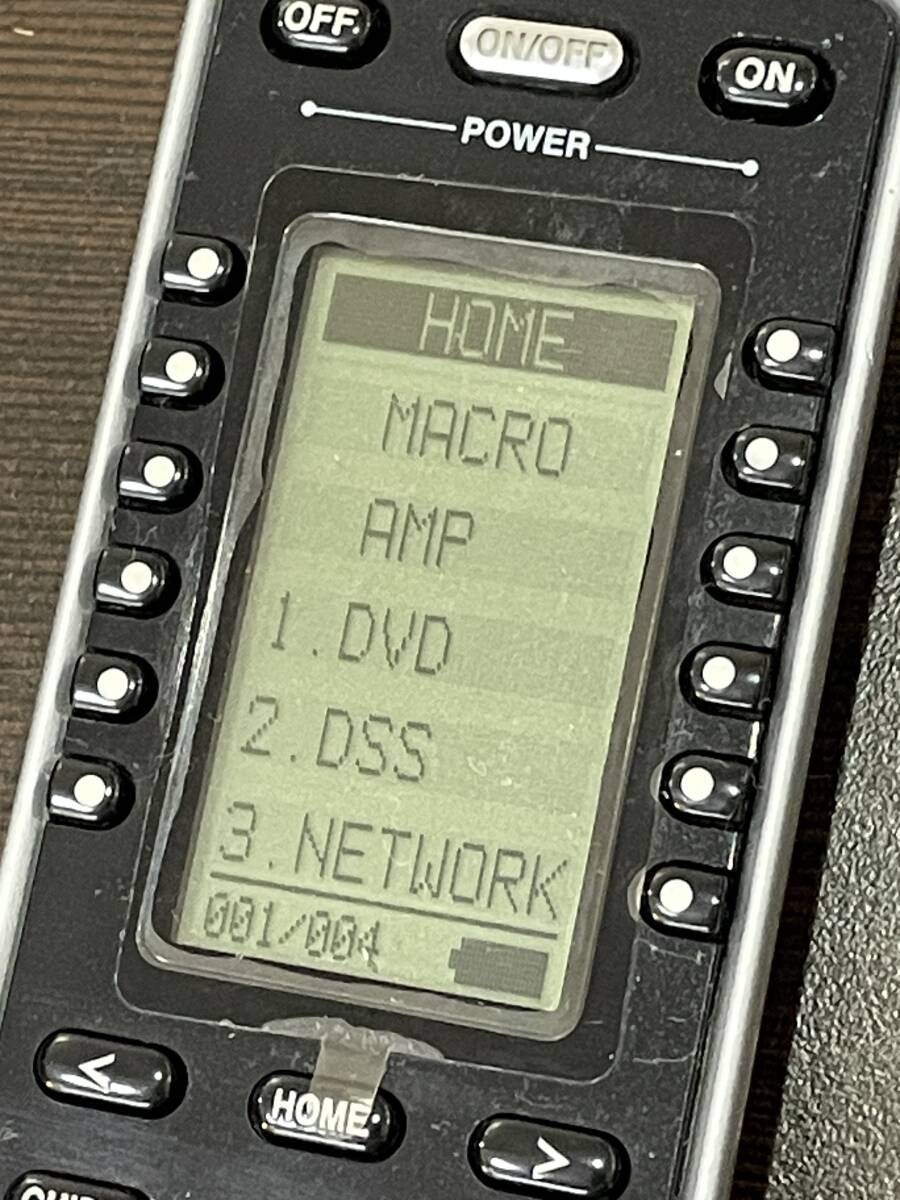 OFF
ON/OFF
ON
POWER
HOME
MACRO
AMP
1.DVD
2.DSS
3.NETWORK
001/004
<
HOME
>